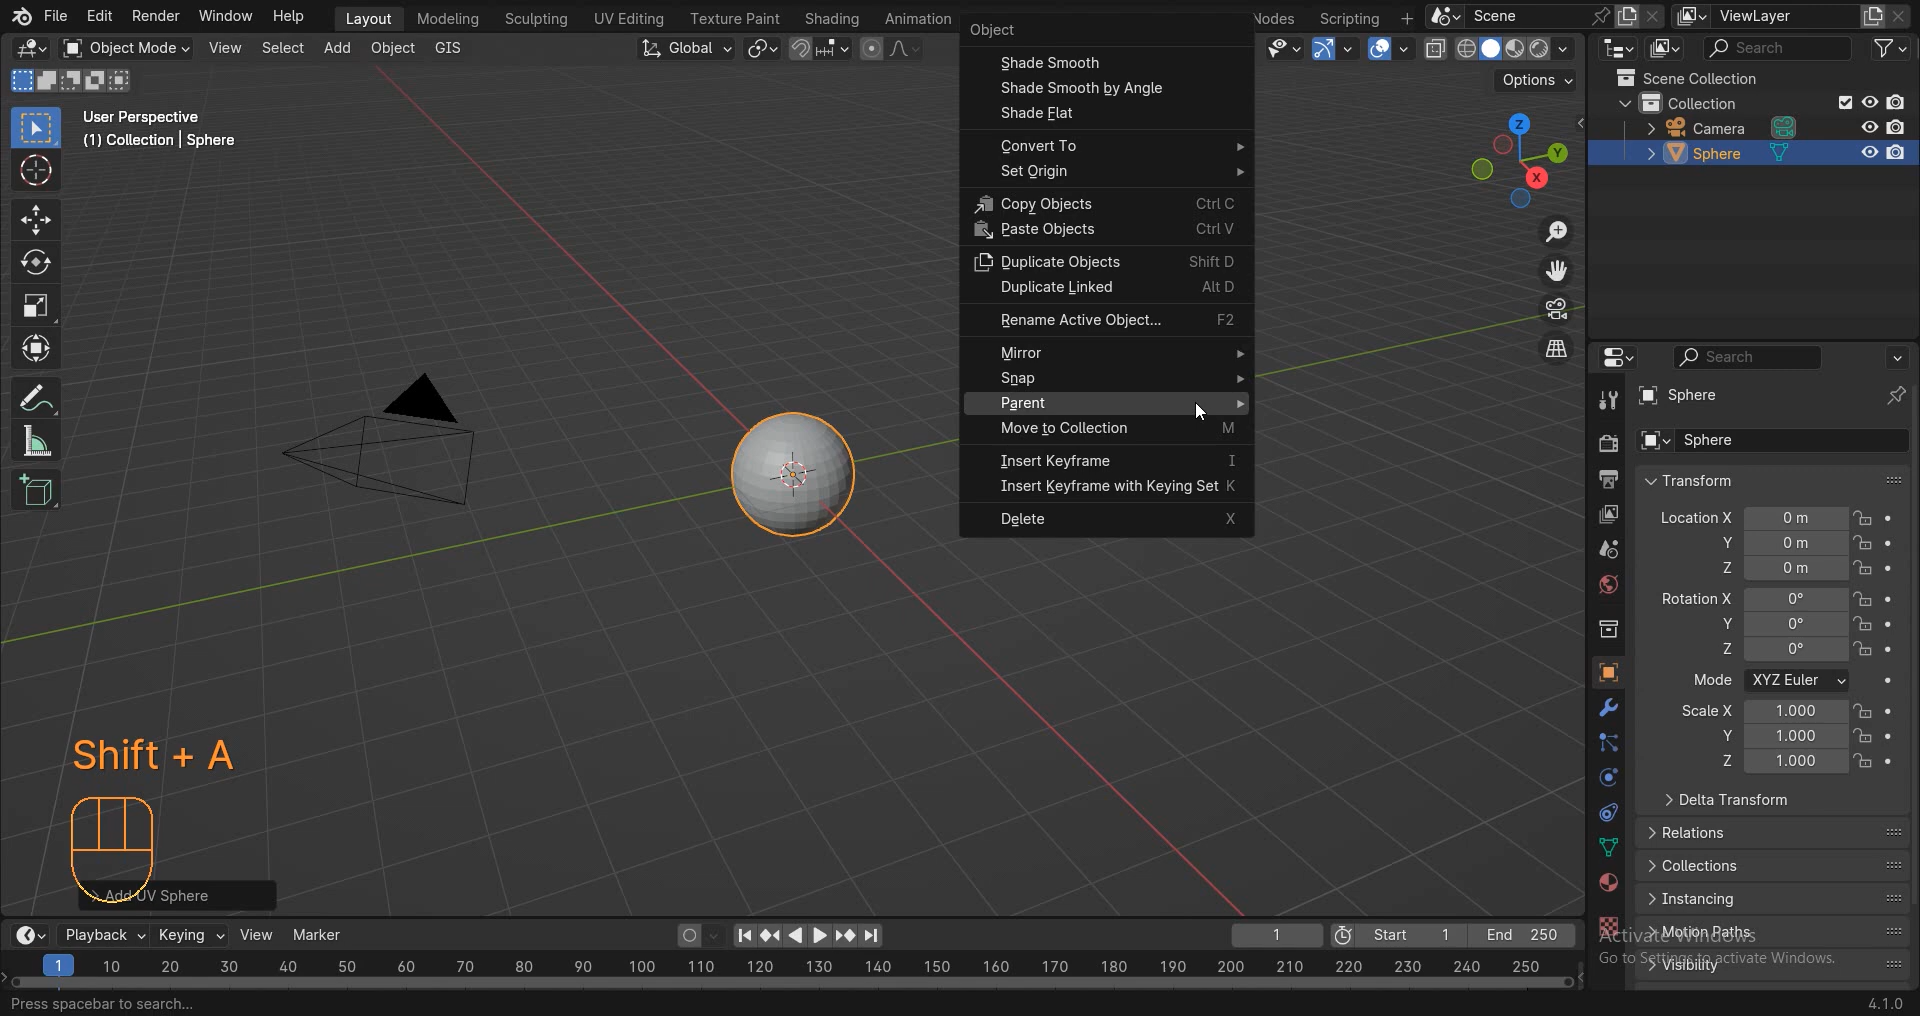 File Edit Render Window Help Layout Modeling Sculpting UV Editing Texture Paint Shading Animation Nodes Scripting + Scene ViewLayer
Object Mode View Select Add Object GIS Global Search
Options
User Perspective
(1) Collection | Sphere
Z
Y
X
Object
Shade Smooth
Shade Smooth by Angle
Shade Flat
Convert To
Set Origin
Copy Objects Ctrl C
Paste Objects Ctrl V
Duplicate Objects Shift D
Duplicate Linked Alt D
Rename Active Object... F2
Mirror
Snap
Parent
Move to Collection M
Insert Keyframe I
Insert Keyframe with Keying Set K
Delete X
Scene Collection
Collection
Camera
Sphere
Search
Sphere
Sphere
Transform
Location X 0 m
Y 0 m
Z 0 m
Rotation X 0°
Y 0°
Z 0°
Mode XYZ Euler
Scale X 1.000
Y 1.000
Z 1.000
Delta Transform
Relations
Collections
Instancing
Motion Paths
Visibility
Activate Windows
Go to Settings to activate Windows.
Shift + A
Add UV Sphere
Playback Keying View Marker 1 Start 1 End 250
1 10 20 30 40 50 60 70 80 90 100 110 120 130 140 150 160 170 180 190 200 210 220 230 240 250
Press spacebar to search... 4.1.0